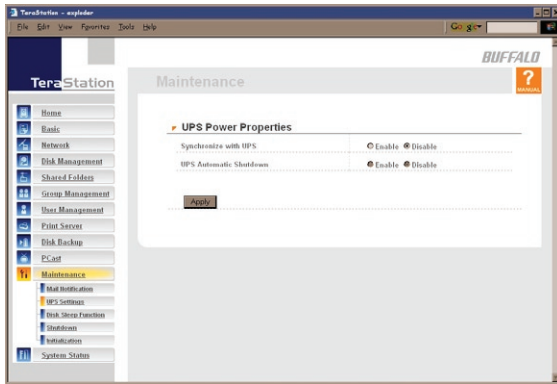 TeraStation - exploder
File Edit View Favorites Tools Help
Google
BUFFALO
TeraStation
Maintenance
?
MANUAL
Home
Basic
Network
Disk Management
Shared Folders
Group Management
User Management
Print Server
Disk Backup
PCast
Maintenance
Mail Notification
UPS Settings
Disk Sleep Function
Shutdown
Initialization
System Status
UPS Power Properties
Synchronize with UPS Enable Disable
UPS Automatic Shutdown Enable Disable
Apply